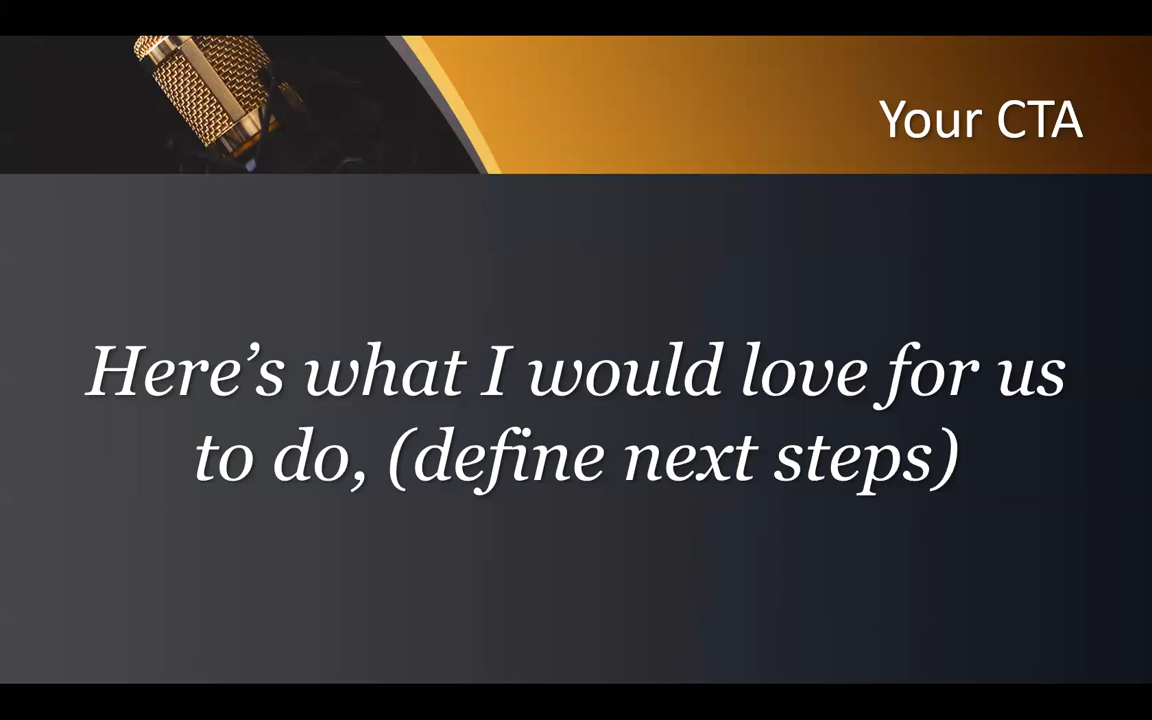 Your CTA
Here’s what I would love for us
to do, (define next steps)